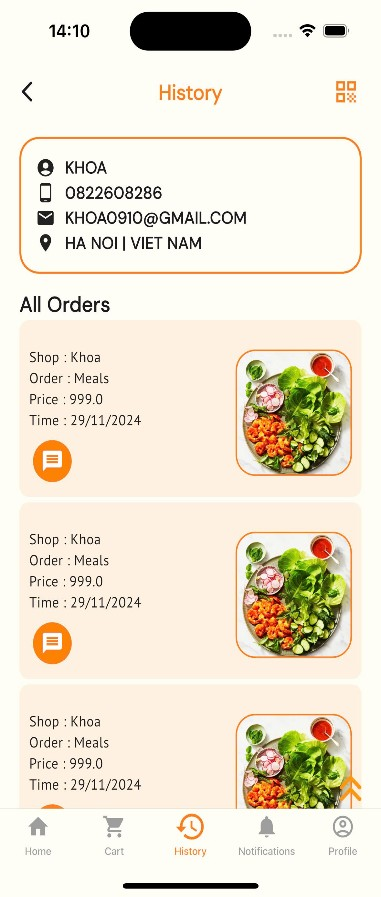 14:10
History
KHOA
0822608286
KHOA0910@GMAIL.COM
HA NOI | VIET NAM
All Orders
Shop : Khoa
Order : Meals
Price : 999.0
Time : 29/11/2024
Shop : Khoa
Order : Meals
Price : 999.0
Time : 29/11/2024
Shop : Khoa
Order : Meals
Price : 999.0
Time : 29/11/2024
Home Cart History Notifications Profile